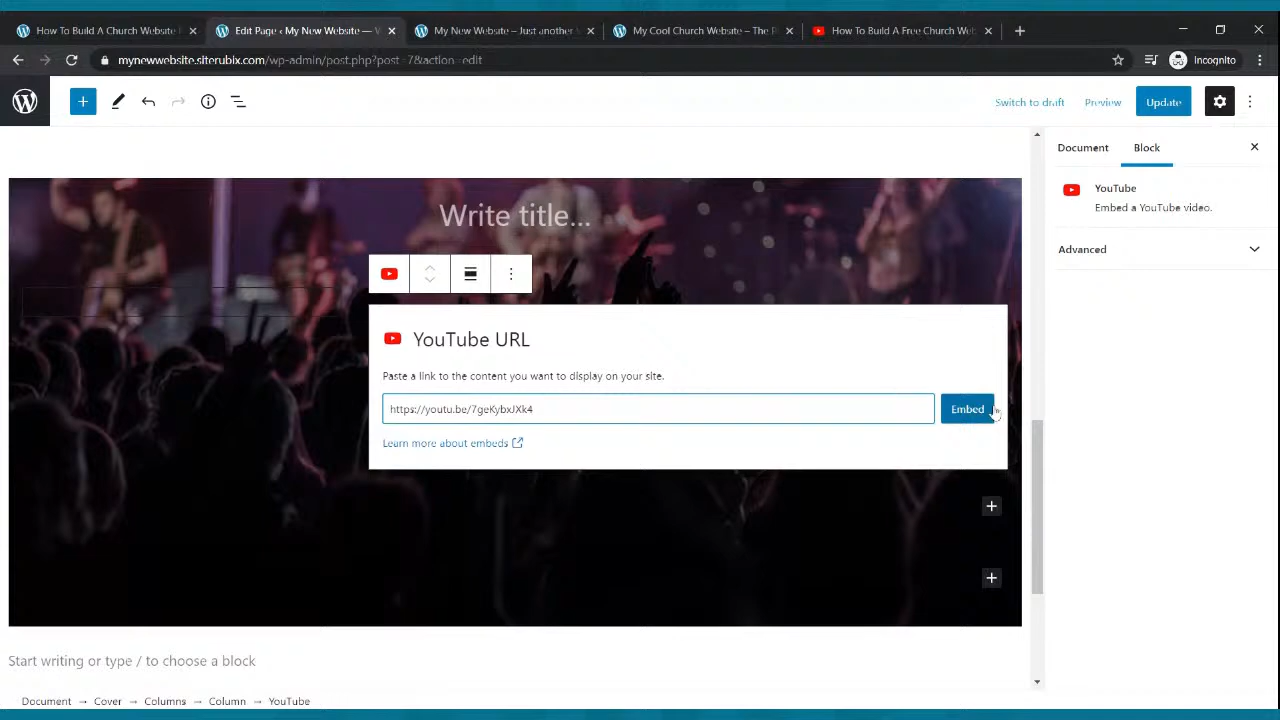 How To Build A Church Website
Edit Page ‹ My New Website — W
My New Website – Just another
My Cool Church Website – The
How To Build A Free Church Web
mynewwebsite.siterubix.com/wp-admin/post.php?post=7&action=edit
Incognito
Switch to draft
Preview
Update
Document
Block
YouTube
Embed a YouTube video.
Advanced
Write title...
YouTube URL
Paste a link to the content you want to display on your site.
https://youtu.be/7geKybxJXk4
Embed
Learn more about embeds
Start writing or type / to choose a block
Document → Cover → Columns → Column → YouTube